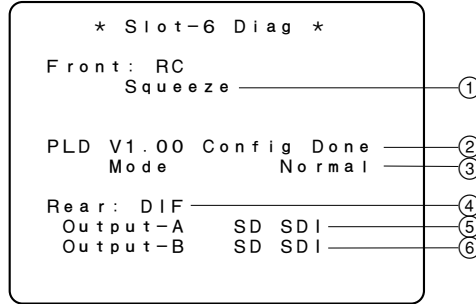 * Slot-6 Diag *
Front: RC
Squeeze ①
PLD V1.00 Config Done ②
Mode Normal ③
Rear: DIF ④
Output-A SD SDI ⑤
Output-B SD SDI ⑥